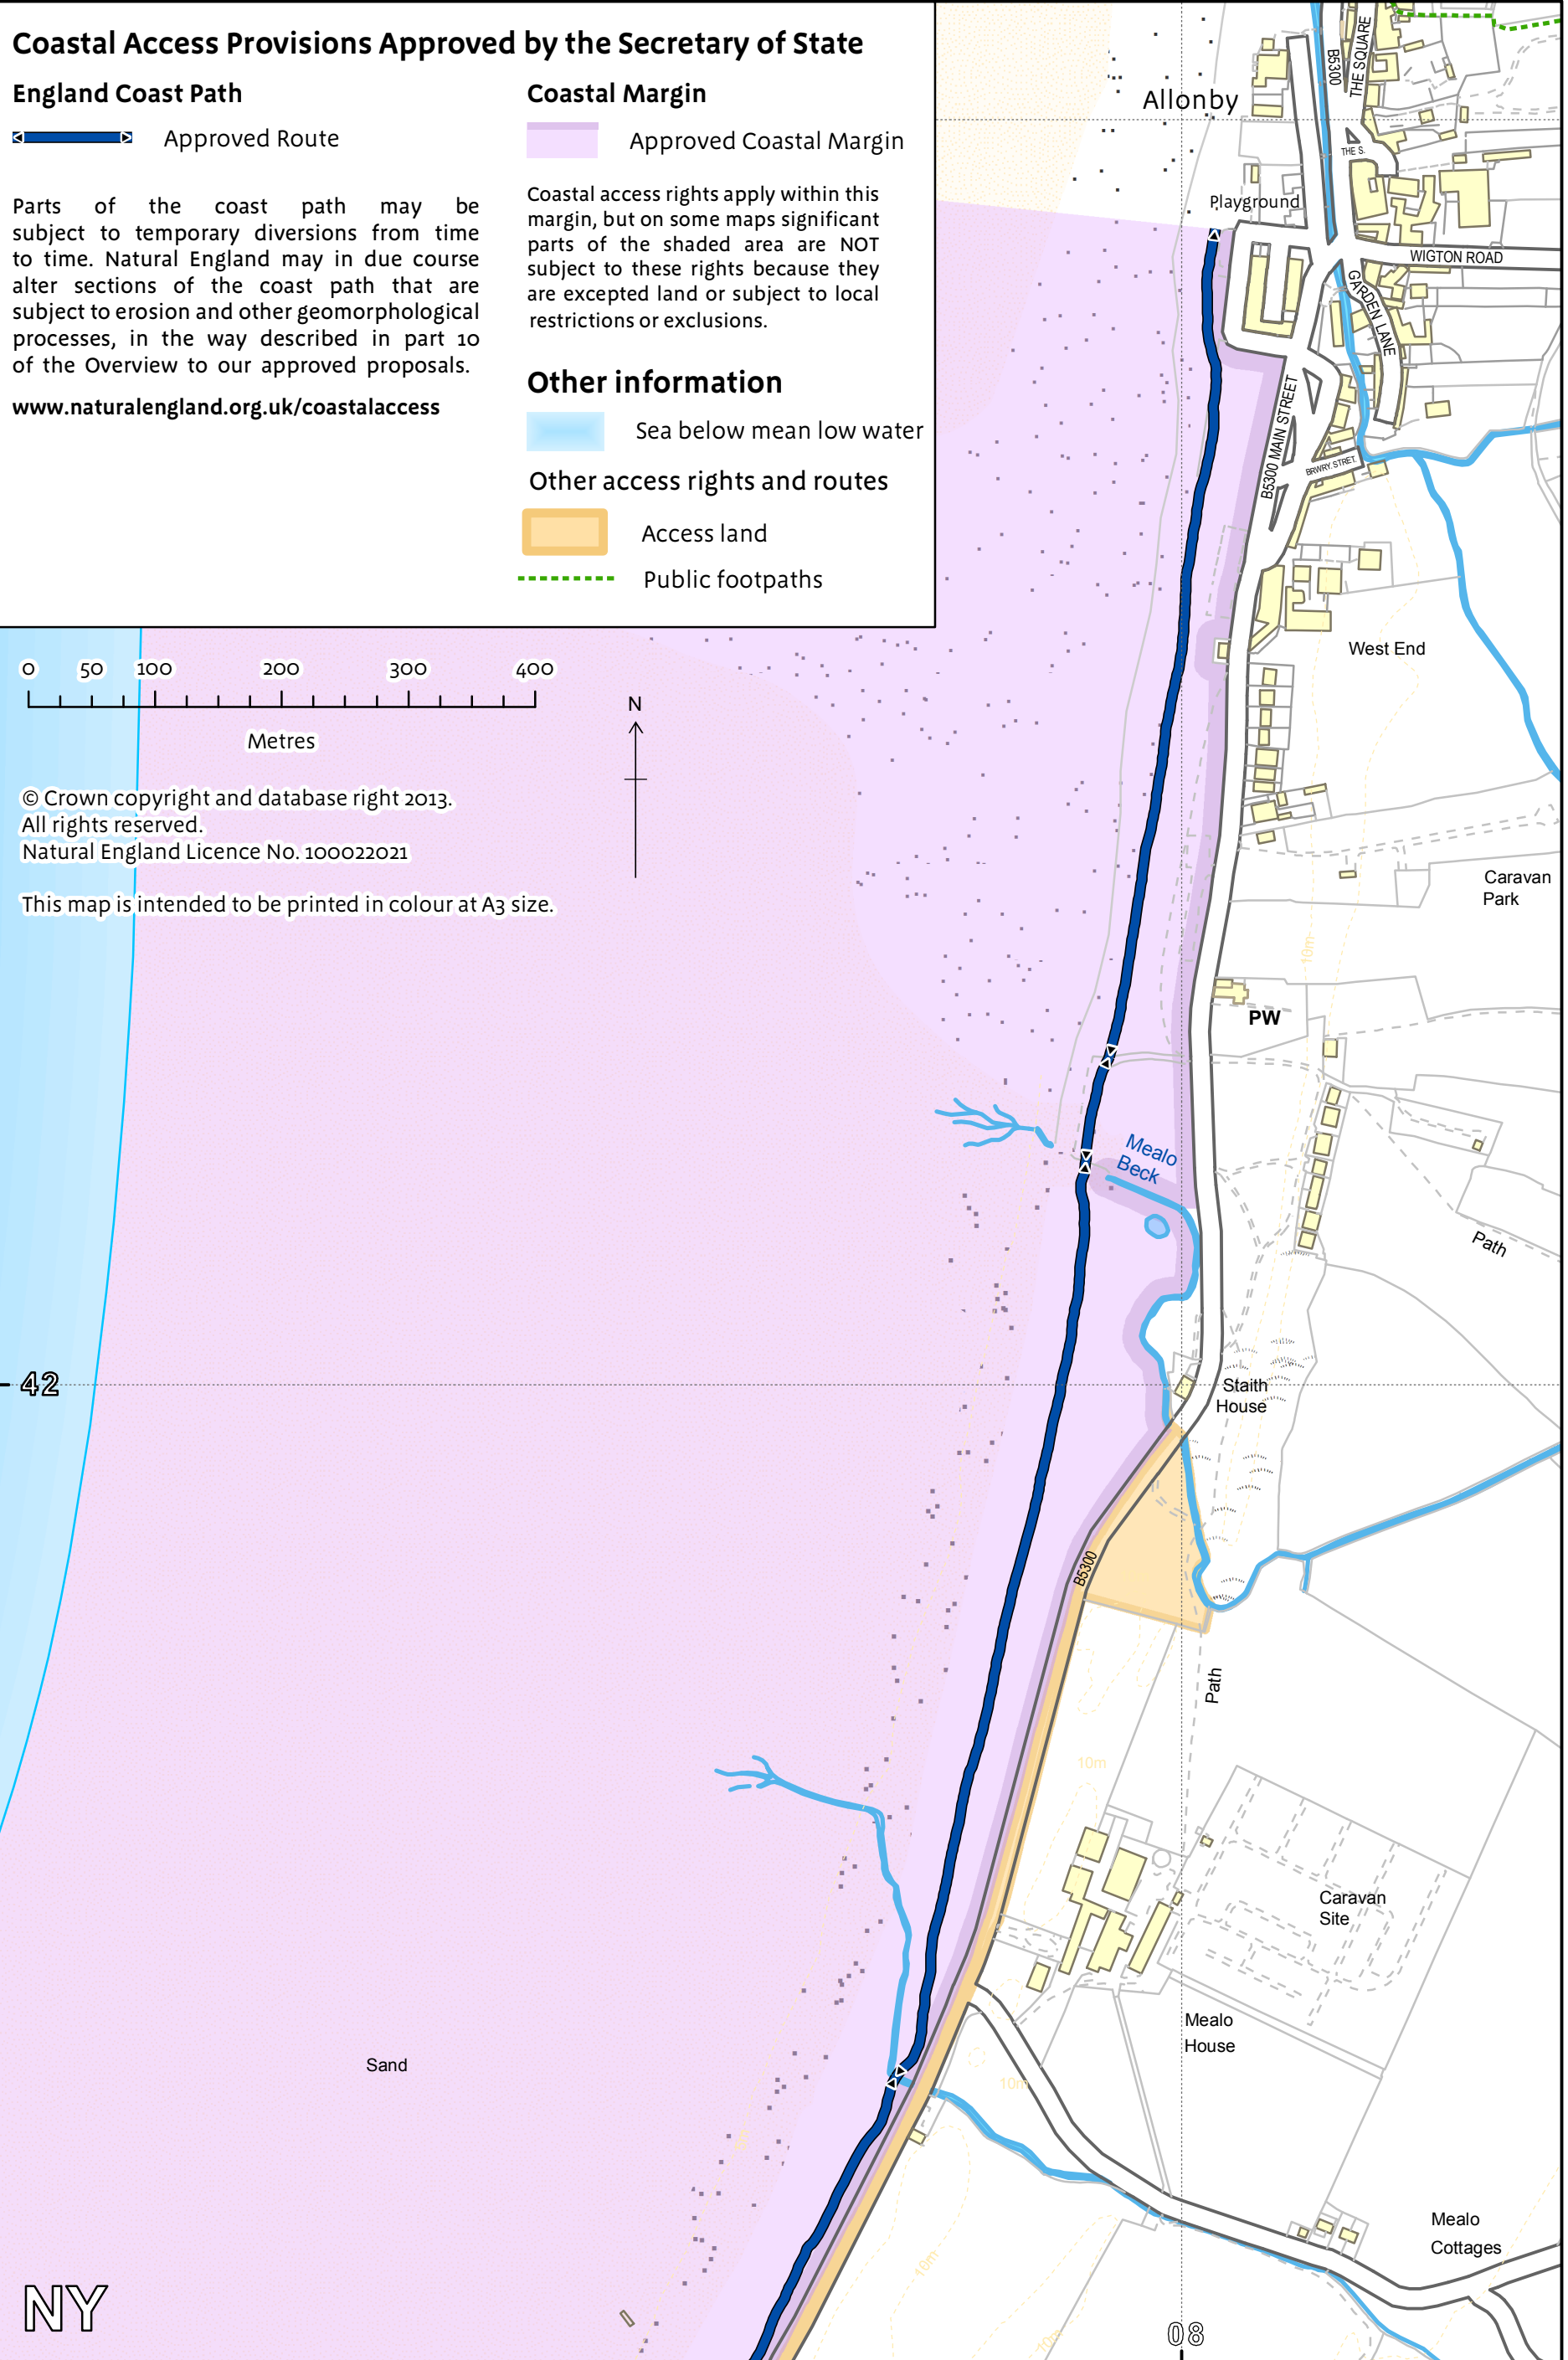 Coastal Access Provisions Approved by the Secretary of State
England Coast Path
Approved Route
Parts of the coast path may be
subject to temporary diversions from time
to time. Natural England may in due course
alter sections of the coast path that are
subject to erosion and other geomorphological
processes, in the way described in part 10
of the Overview to our approved proposals.
www.naturalengland.org.uk/coastalaccess
Coastal Margin
Approved Coastal Margin
Coastal access rights apply within this
margin, but on some maps significant
parts of the shaded area are NOT
subject to these rights because they
are excepted land or subject to local
restrictions or exclusions.
Other information
Sea below mean low water
Other access rights and routes
Access land
Public footpaths
0 50 100 200 300 400
Metres
N
© Crown copyright and database right 2013.
All rights reserved.
Natural England Licence No. 100022021
This map is intended to be printed in colour at A3 size.
B5300
THE SQUARE
Allonby
THE S.
Playground
WIGTON ROAD
GARDEN LANE
B5300 MAIN STREET
BRWRY. STRET.
West End
Caravan
Park
10m
PW
Mealo
Beck
Path
42
Staith
House
B5300
Path
10m
Caravan
Site
Mealo
House
Sand
10m
Mealo
Cottages
10m
NY
08
10m